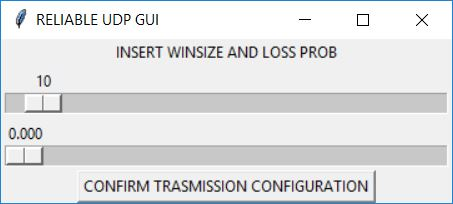 RELIABLE UDP GUI
INSERT WINSIZE AND LOSS PROB
10
0.000
CONFIRM TRASMISSION CONFIGURATION